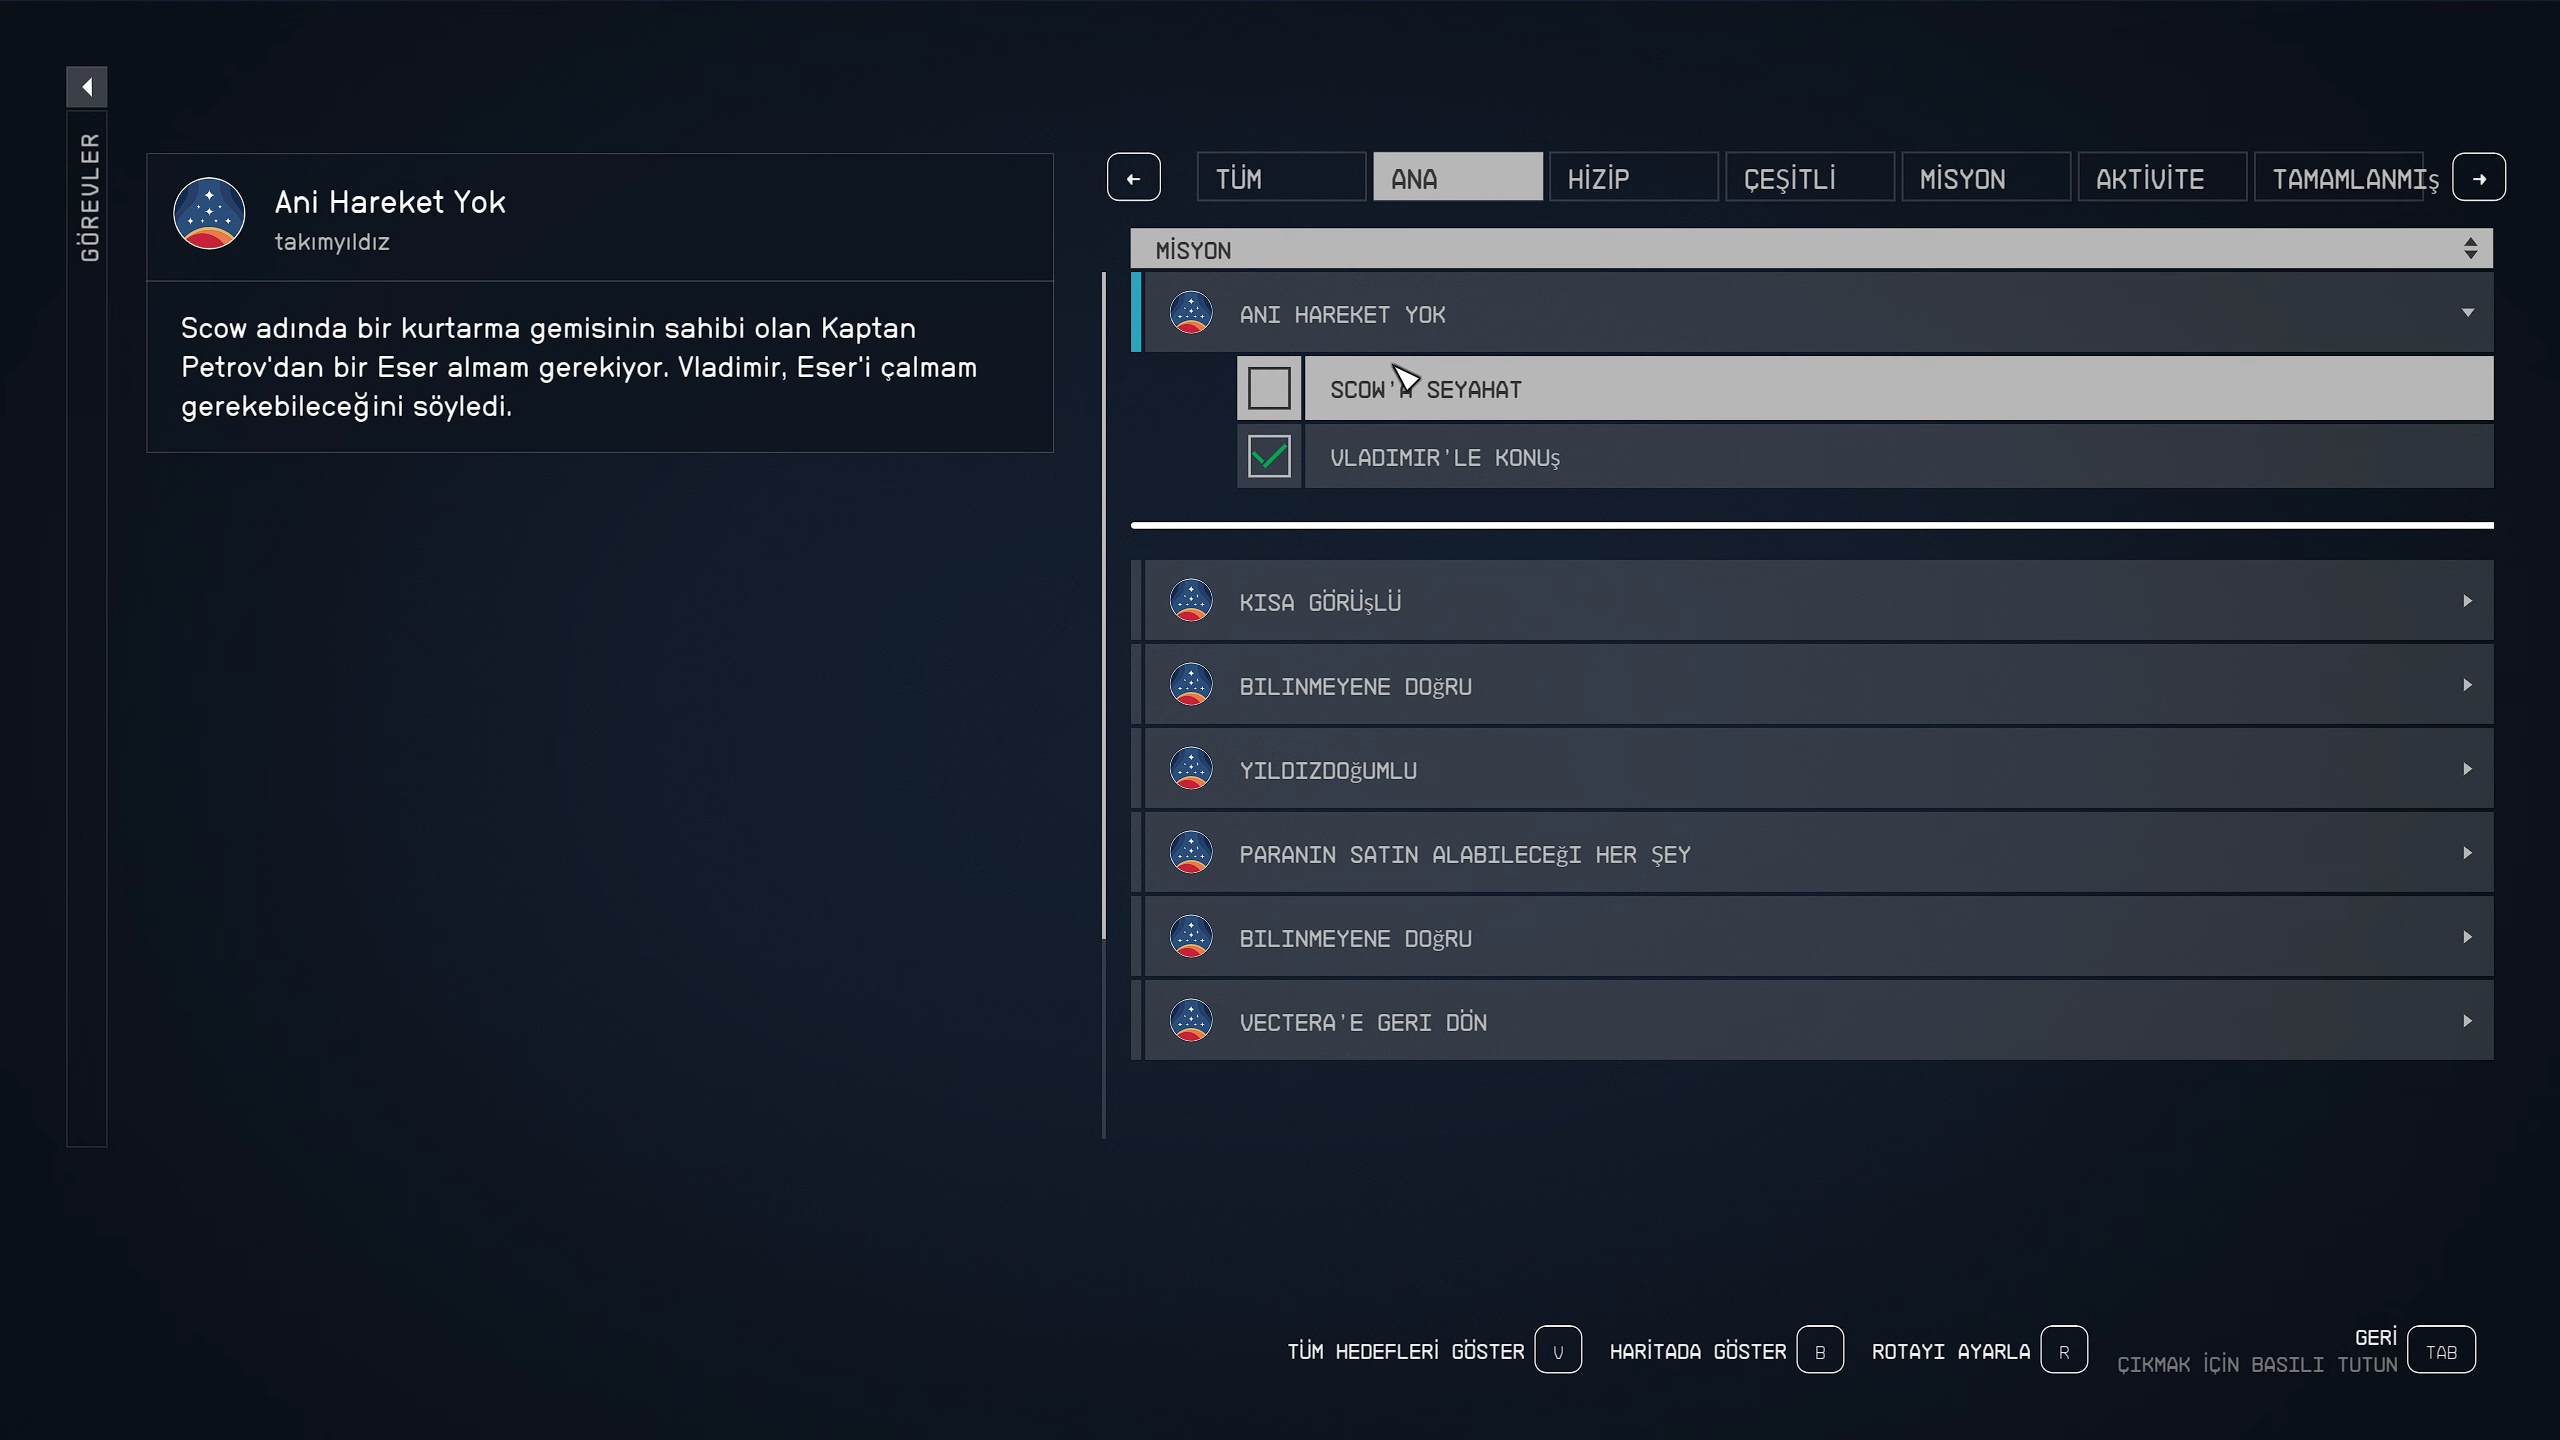 GÖREVLER
Ani Hareket Yok
takımyıldız
Scow adında bir kurtarma gemisinin sahibi olan Kaptan
Petrov'dan bir Eser almam gerekiyor. Vladimir, Eser'i çalmam
gerekebileceğini söyledi.
TÜM
ANA
HİZİP
ÇEŞİTLİ
MİSYON
AKTİVİTE
TAMAMLANMIş
MİSYON
ANI HAREKET YOK
SCOW'A SEYAHAT
VLADIMIR'LE KONUş
KISA GÖRÜşLÜ
BILINMEYENE DOğRU
YILDIZDOğUMLU
PARANIN SATIN ALABILECEğI HER ŞEY
BILINMEYENE DOğRU
VECTERA'E GERI DÖN
TÜM HEDEFLERİ GÖSTER V
HARİTADA GÖSTER B
ROTAYI AYARLA R
GERİ
ÇIKMAK İÇİN BASILI TUTUN TAB